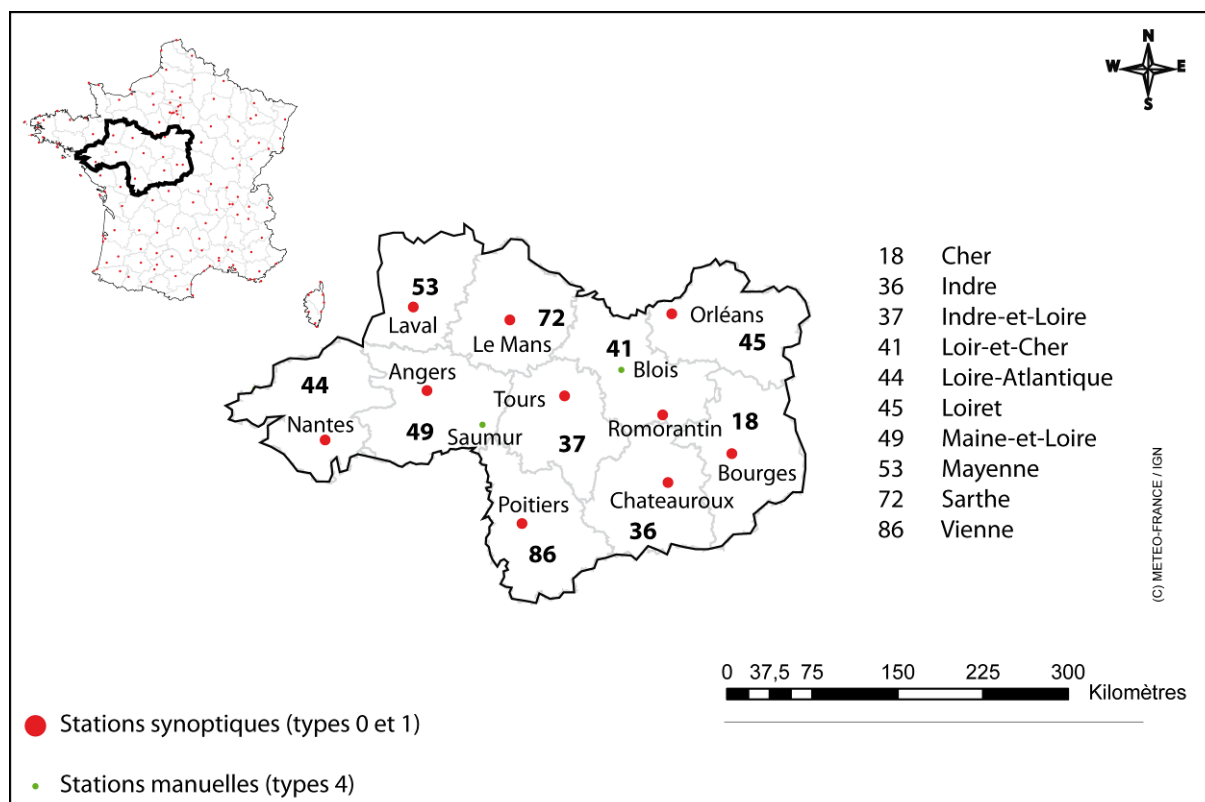 N
W E
S
53
Laval
72
Le Mans
Orléans
45
41
Blois
Angers
44
Tours
Nantes
49
Saumur
37
Romorantin
18
Bourges
Poitiers
Chateauroux
36
86
18 Cher
36 Indre
37 Indre-et-Loire
41 Loir-et-Cher
44 Loire-Atlantique
45 Loiret
49 Maine-et-Loire
53 Mayenne
72 Sarthe
86 Vienne
(C) METEO-FRANCE / IGN
0 37,5 75 150 225 300
Kilomètres
Stations synoptiques (types 0 et 1)
Stations manuelles (types 4)